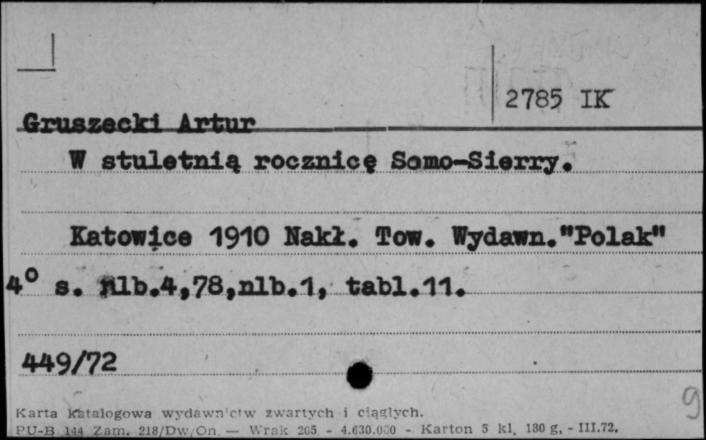 2785 IK
Gruszecki Artur
W stuletnią rocznicę Somo-Sierry.
Katowice 1910 Nakł. Tow. Wydawn."Polak"
4° s. nlb.4,78,nlb.1, tabl.11.
449/72
9
Karta katalogowa wydawnictw zwartych i ciągłych.
PU-B 144 Zam. 218/Dw/On. — Wrak 205 - 4.630.000 - Karton 5 kl, 180 g, - III.72.